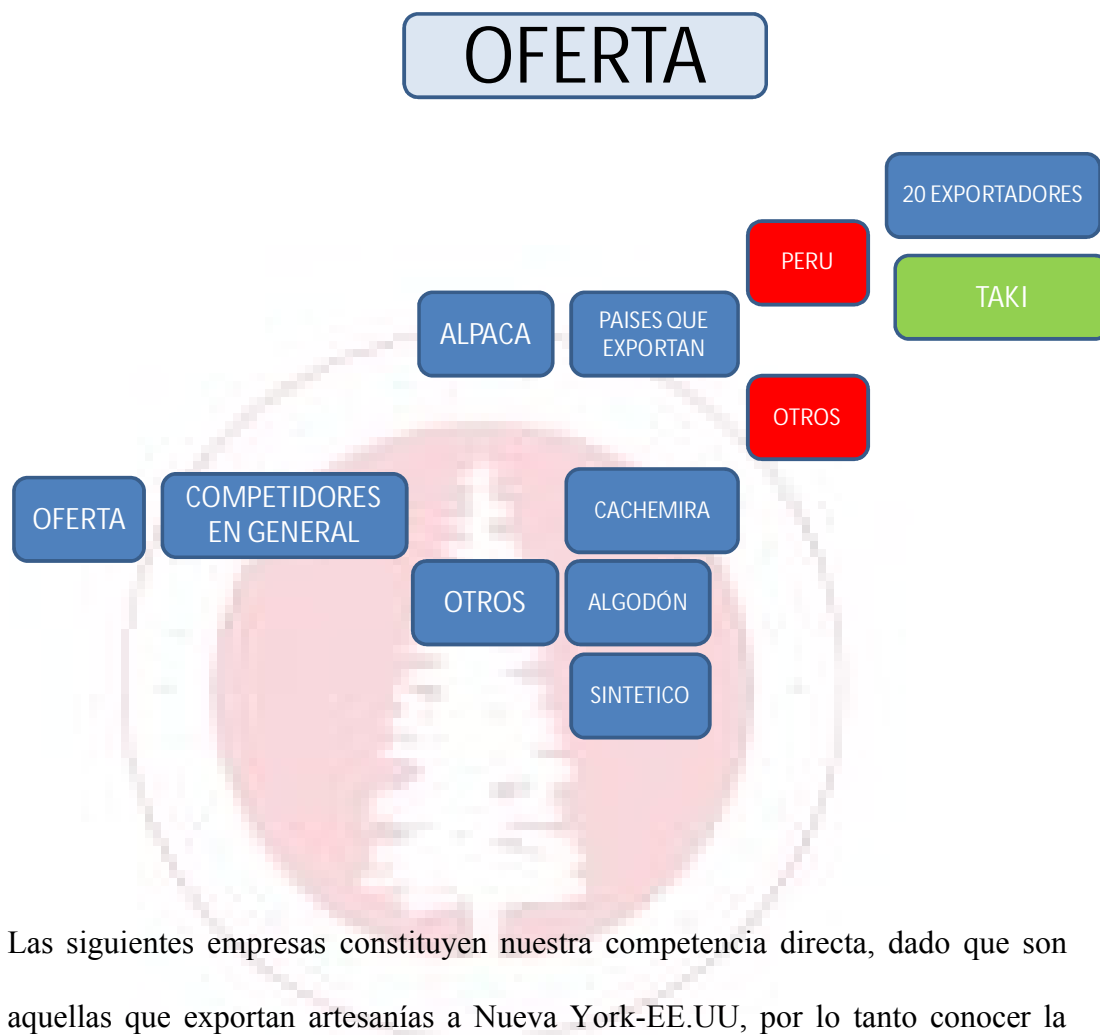 OFERTA
20 EXPORTADORES
PERU
TAKI
ALPACA
PAISES QUE
EXPORTAN
OTROS
OFERTA
COMPETIDORES
EN GENERAL
CACHEMIRA
OTROS
ALGODÓN
SINTETICO
Las siguientes empresas constituyen nuestra competencia directa, dado que son
aquellas que exportan artesanías a Nueva York-EE.UU, por lo tanto conocer la